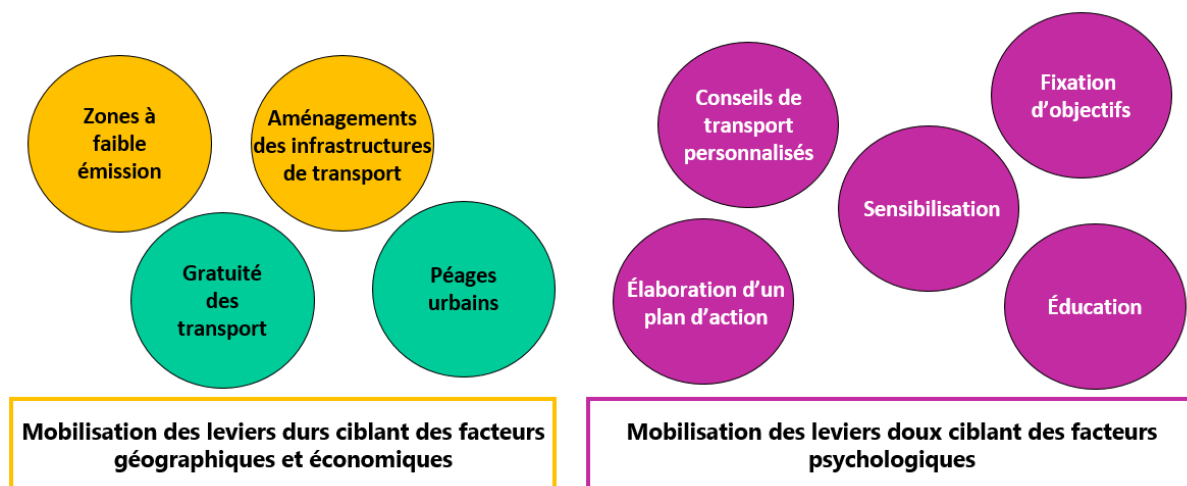 Zones à
faible
émission
Aménagements
des infrastructures
de transport
Gratuité
des
transport
Péages
urbains
Mobilisation des leviers durs ciblant des facteurs
géographiques et économiques
Conseils de
transport
personnalisés
Fixation
d’objectifs
Sensibilisation
Élaboration d’un
plan d’action
Éducation
Mobilisation des leviers doux ciblant des facteurs
psychologiques